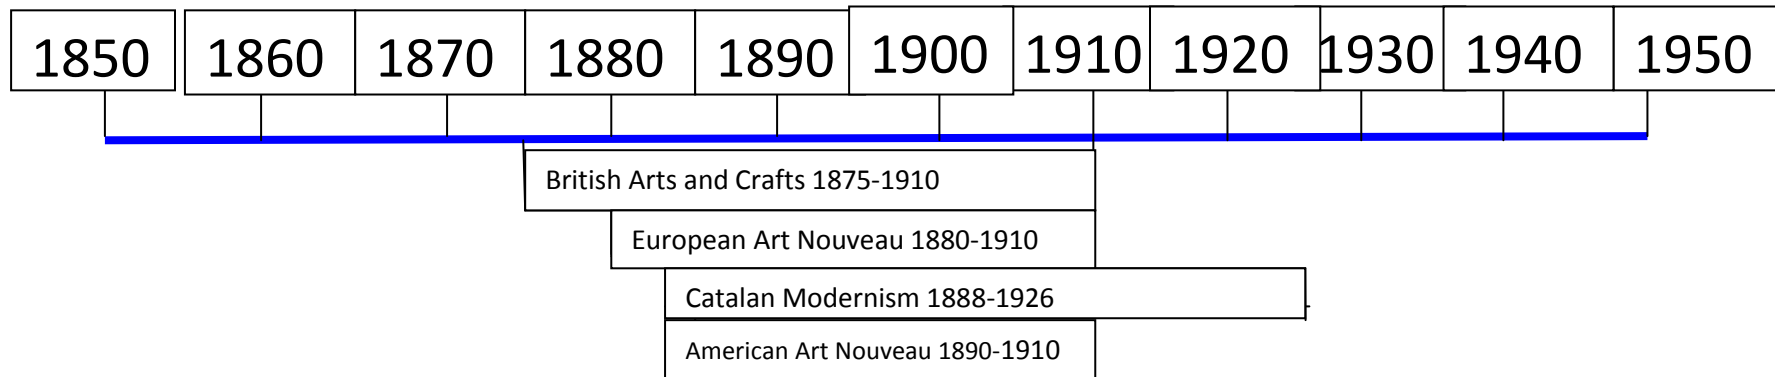 1850 1860 1870 1880 1890 1900 1910 1920 1930 1940 1950
British Arts and Crafts 1875-1910
European Art Nouveau 1880-1910
Catalan Modernism 1888-1926
American Art Nouveau 1890-1910